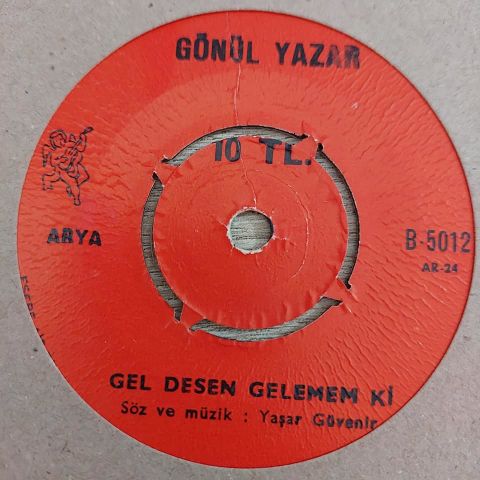 GÖNÜL YAZAR
10 TL.
ARYA
B-5012
AR-24
GEL DESEN GELEMEM Kİ
Söz ve müzik : Yaşar Güvenir